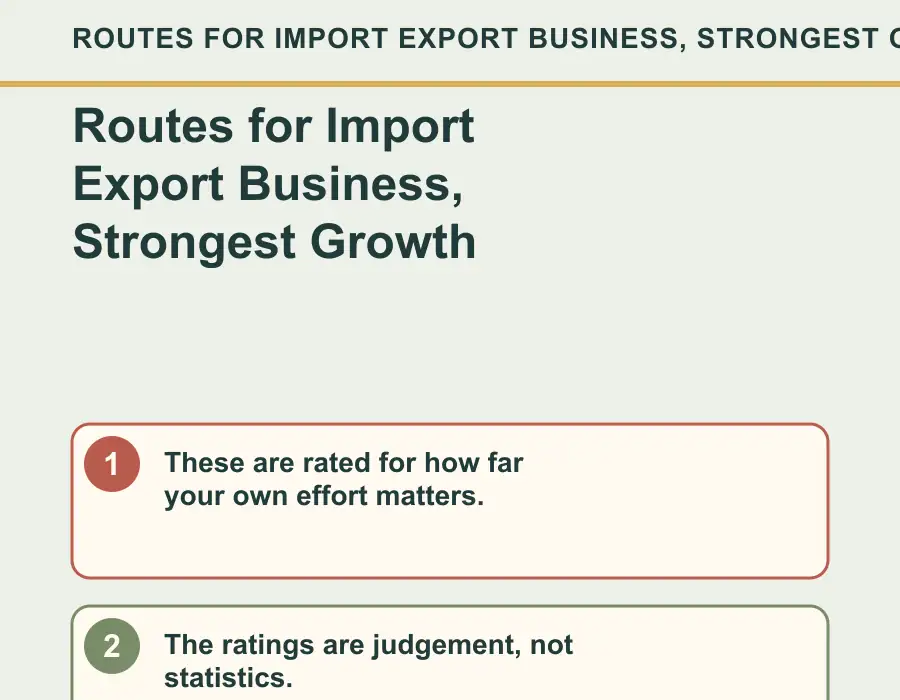 ROUTES FOR IMPORT EXPORT BUSINESS, STRONGEST
Routes for Import
Export Business,
Strongest Growth
1
These are rated for how far
your own effort matters.
2
The ratings are judgement, not
statistics.